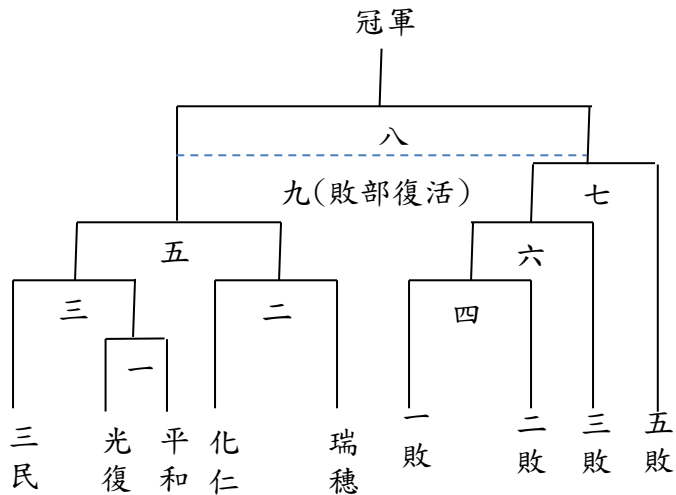 冠軍
八
九(敗部復活)
七
五
六
三
二
四
一
三民
光復
平和
化仁
瑞穗
一敗
二敗
三敗
五敗